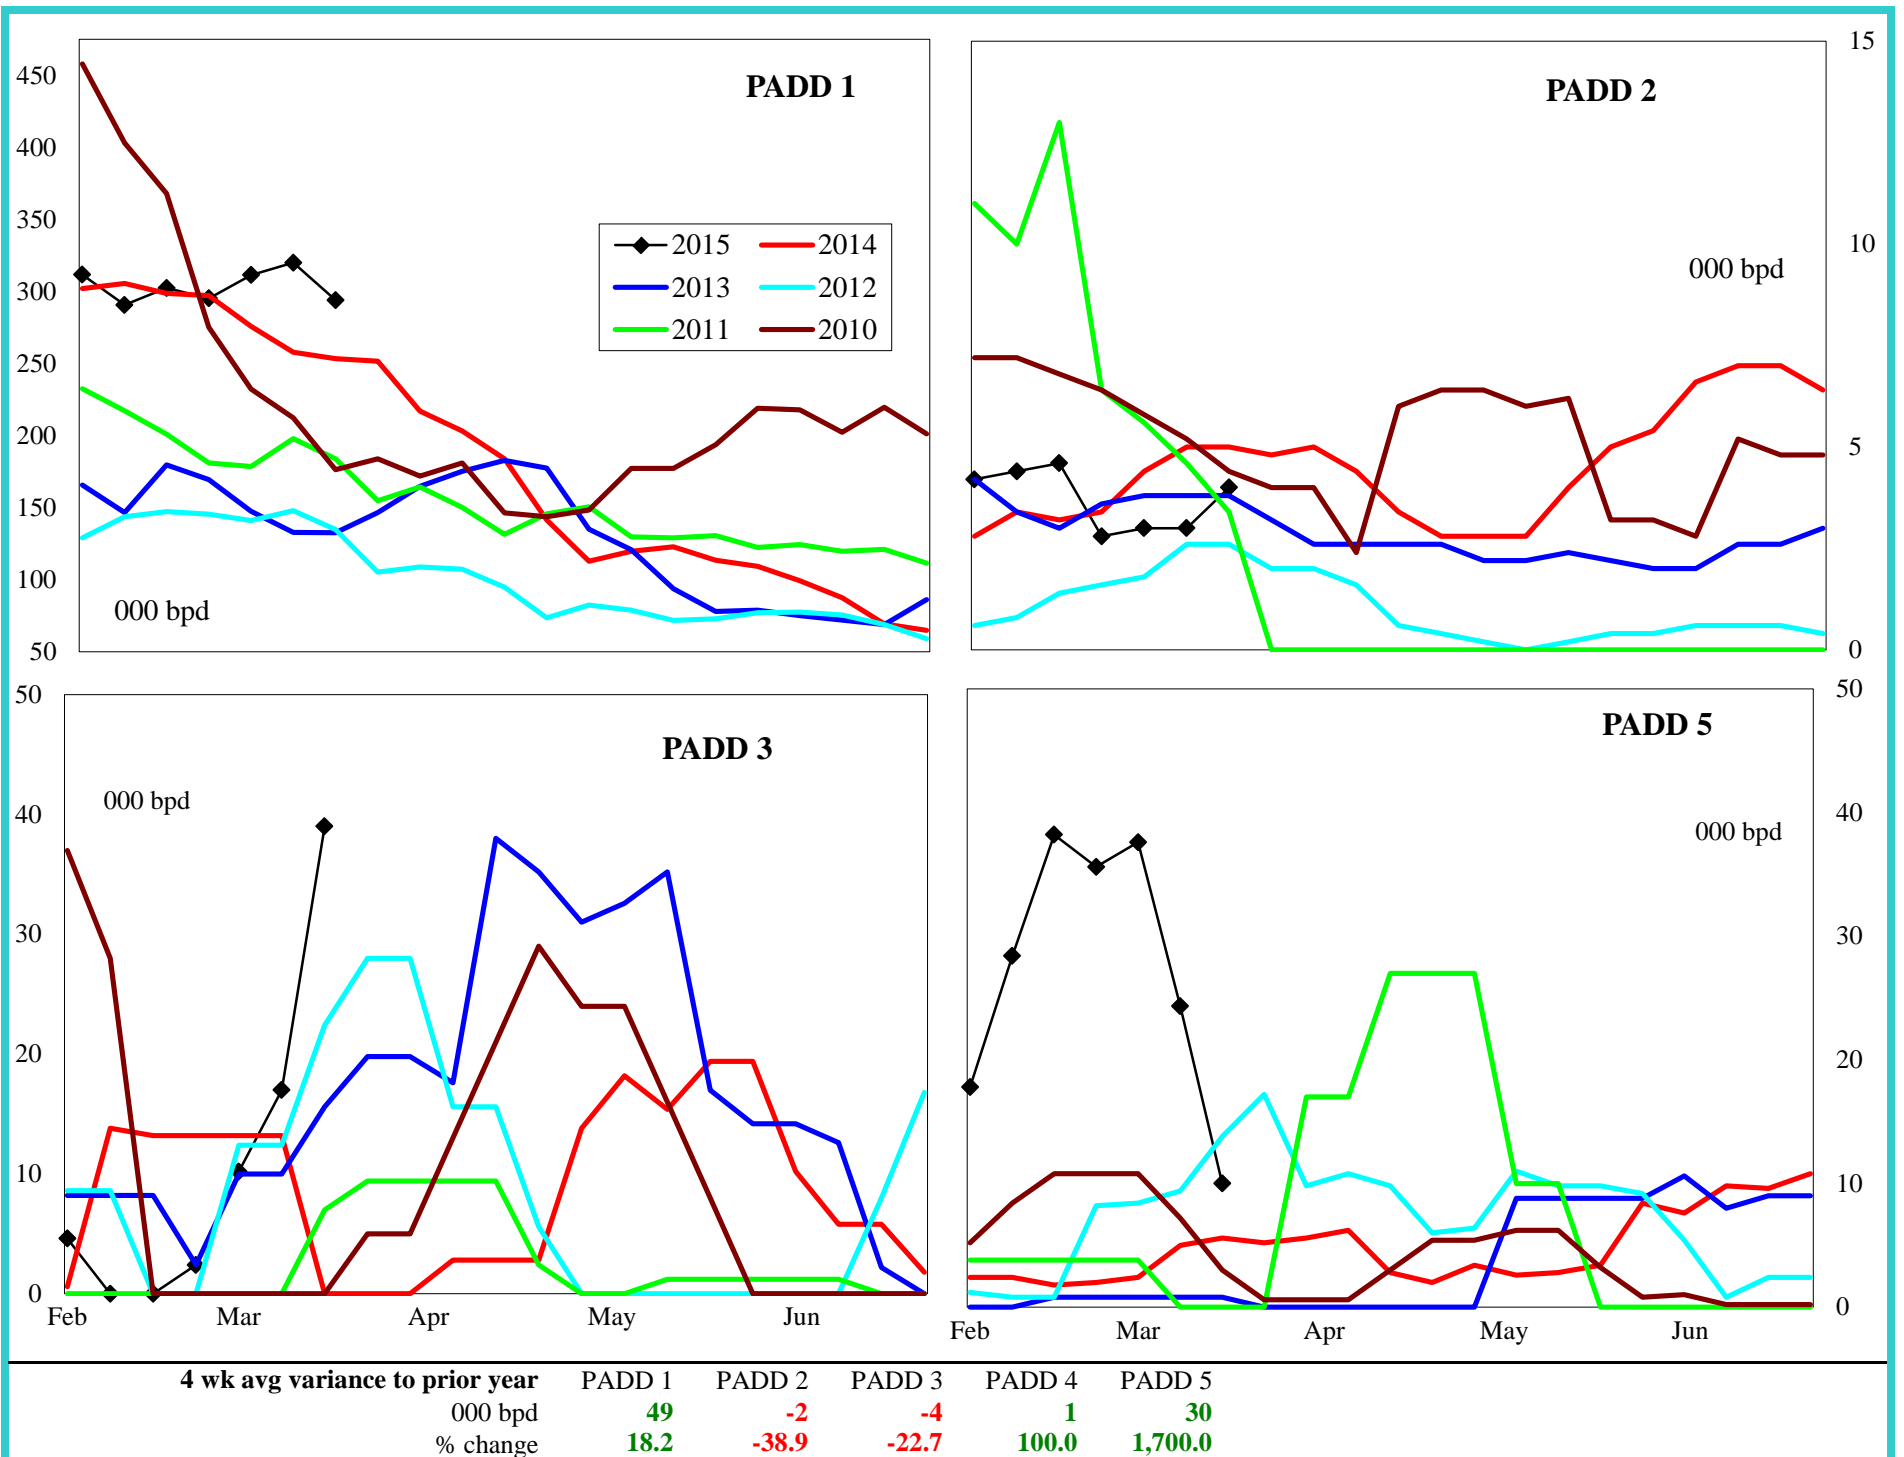 PADD 1
450
400
350
300
250
200
150
100
50
2015 2014
2013 2012
2011 2010
000 bpd
PADD 2
15
10
5
0
000 bpd
PADD 3
50
40
30
20
10
0
000 bpd
Feb Mar Apr May Jun
PADD 5
50
40
30
20
10
0
000 bpd
Feb Mar Apr May Jun
4 wk avg variance to prior year PADD 1 PADD 2 PADD 3 PADD 4 PADD 5
000 bpd 49 -2 -4 1 30
% change 18.2 -38.9 -22.7 100.0 1,700.0